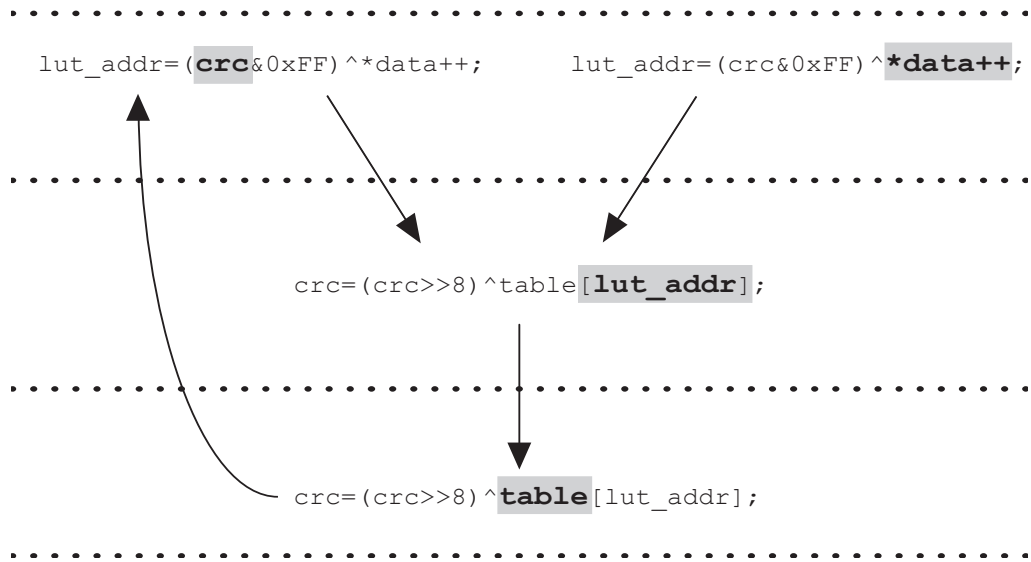 lut_addr=(crc&0xFF)^*data++; lut_addr=(crc&0xFF)^*data++;
crc=(crc>>8)^table[lut_addr];
crc=(crc>>8)^table[lut_addr];